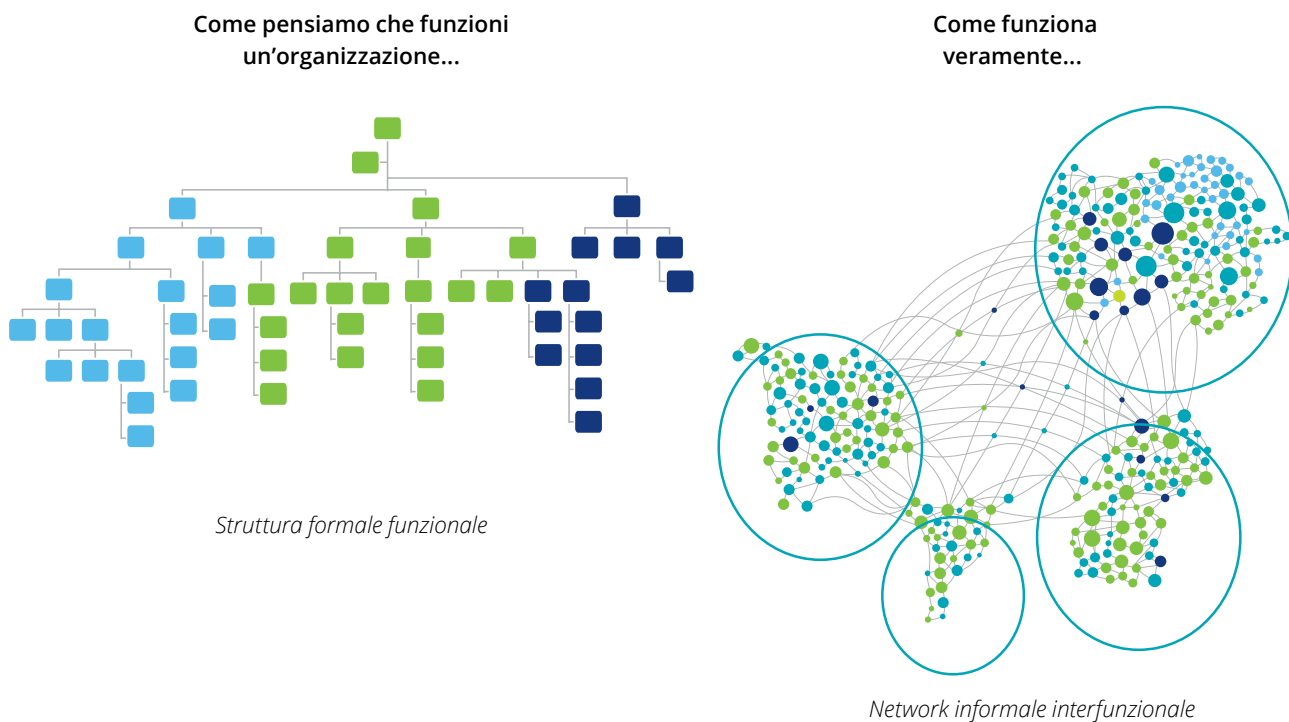 Come pensiamo che funzioni
un’organizzazione...
Come funziona
veramente...
Struttura formale funzionale
Network informale interfunzionale